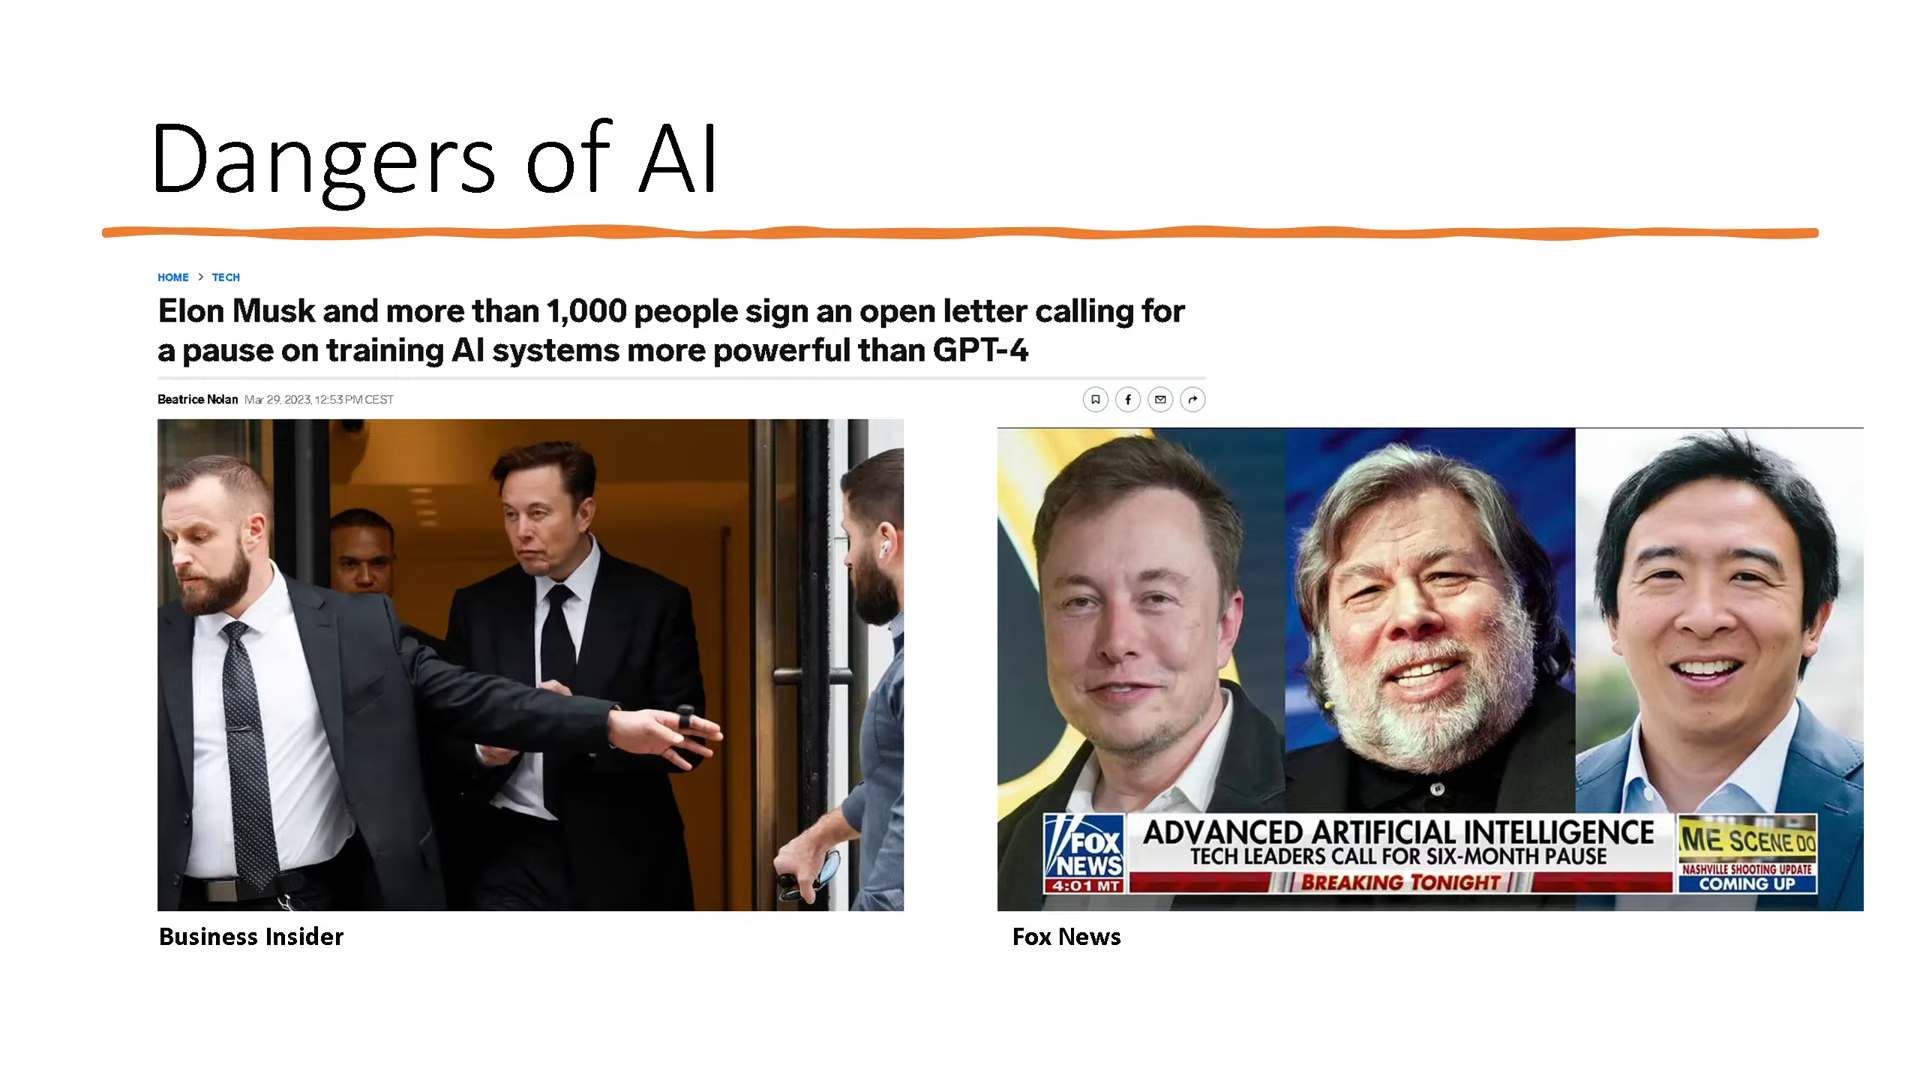 Dangers of AI
HOME > TECH
Elon Musk and more than 1,000 people sign an open letter calling for
a pause on training AI systems more powerful than GPT-4
Beatrice Nolan Mar 29, 2023, 12:53 PM CEST
FOX
NEWS
4:01 MT
ADVANCED ARTIFICIAL INTELLIGENCE
TECH LEADERS CALL FOR SIX-MONTH PAUSE
BREAKING TONIGHT
ME SCENE DO
NASHVILLE SHOOTING UPDATE
COMING UP
Business Insider
Fox News